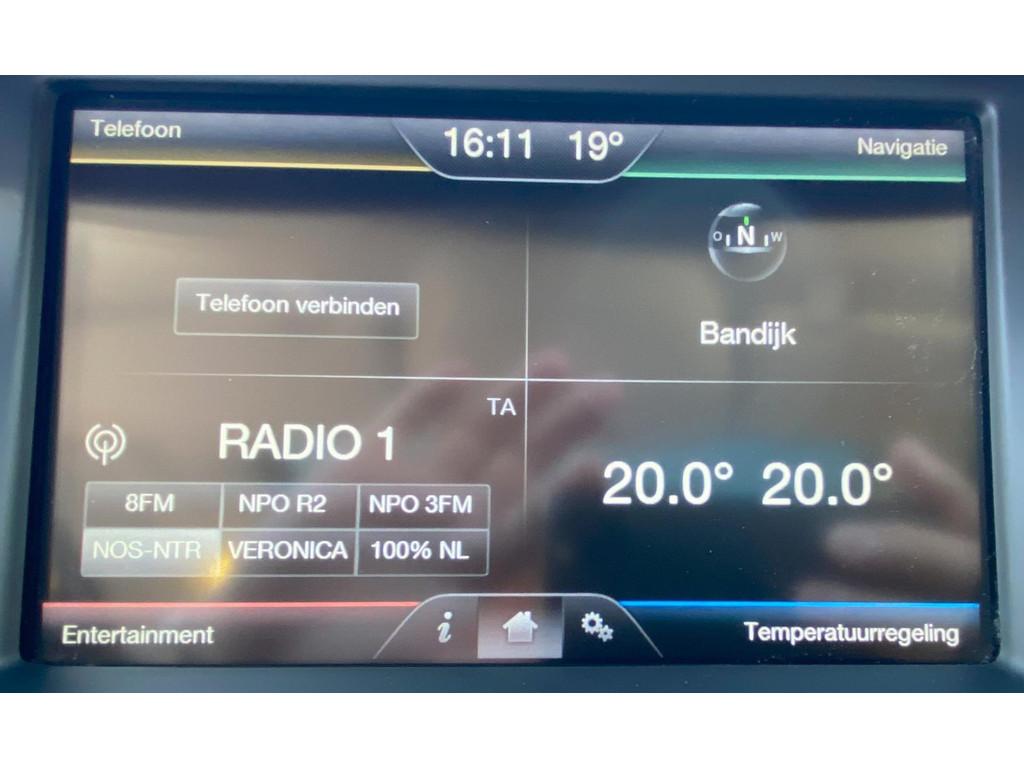 Telefoon
16:11 19°
Navigatie
O N W
Telefoon verbinden
Bandijk
TA
RADIO 1
20.0° 20.0°
8FM NPO R2 NPO 3FM
NOS-NTR VERONICA 100% NL
Entertainment
i
Temperatuurregeling